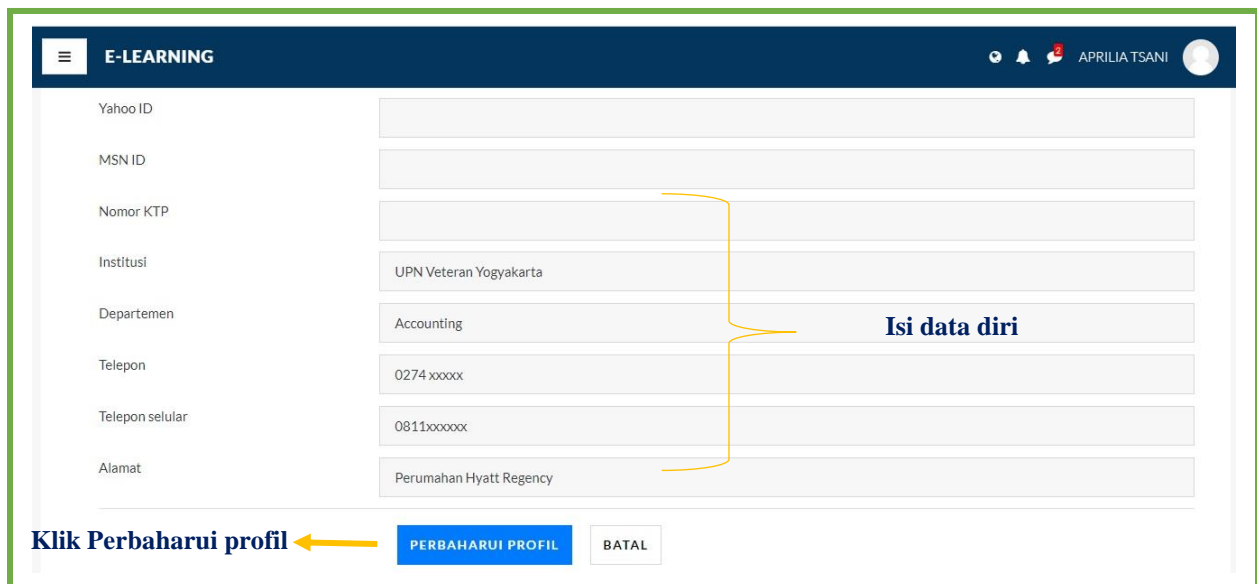 E-LEARNING 2 APRILIA TSANI
Yahoo ID
MSN ID
Nomor KTP
Institusi UPN Veteran Yogyakarta
Departemen Accounting
Isi data diri
Telepon 0274 xxxxx
Telepon selular 0811xxxxxx
Alamat Perumahan Hyatt Regency
Klik Perbaharui profil PERBAHARUI PROFIL BATAL